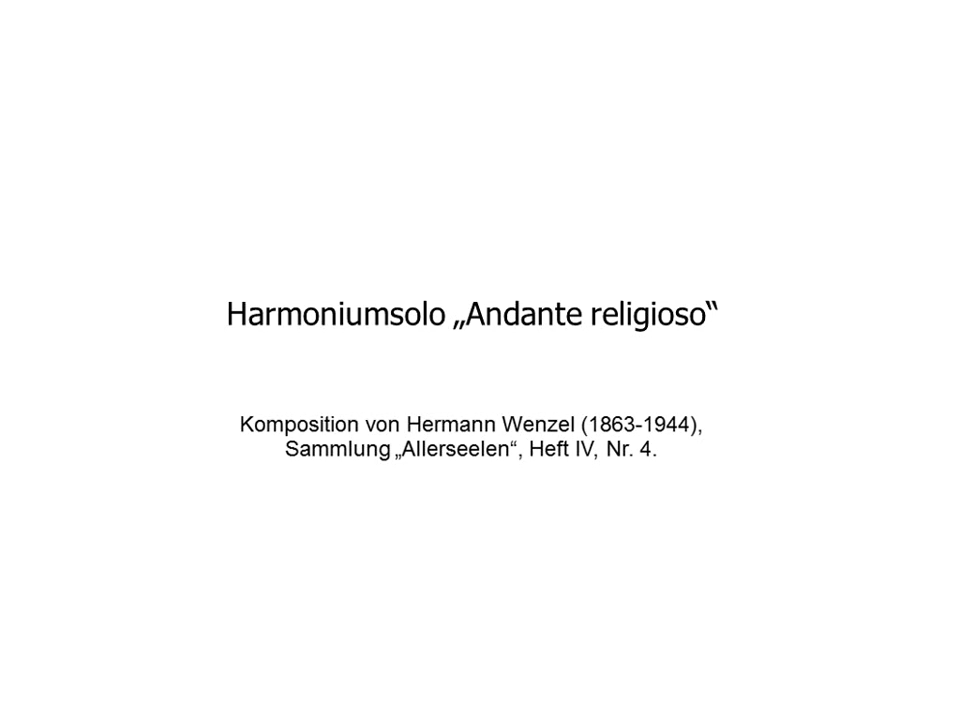 Harmoniumsolo „Andante religioso“
Komposition von Hermann Wenzel (1863-1944),
Sammlung „Allerseelen“, Heft IV, Nr. 4.